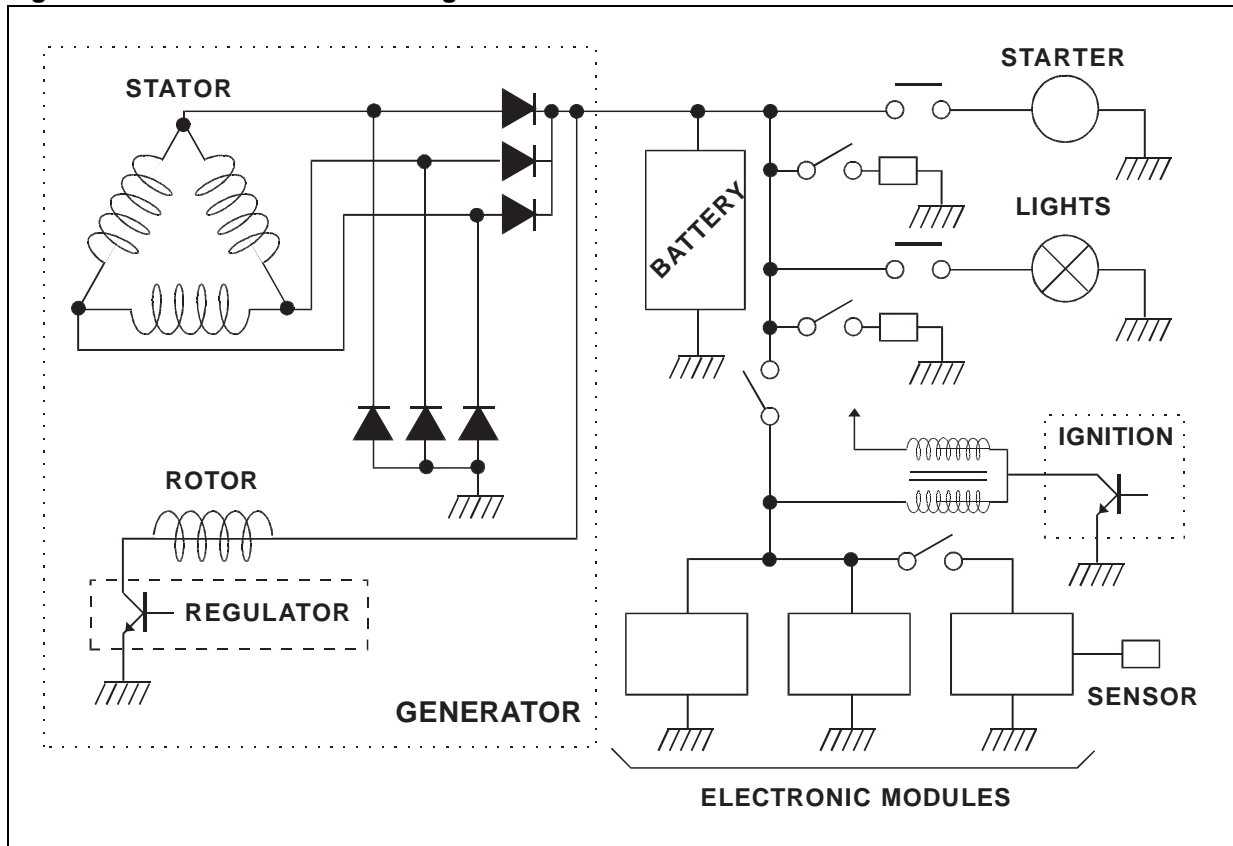 STARTER
STATOR
BATTERY
LIGHTS
IGNITION
ROTOR
REGULATOR
SENSOR
GENERATOR
ELECTRONIC MODULES